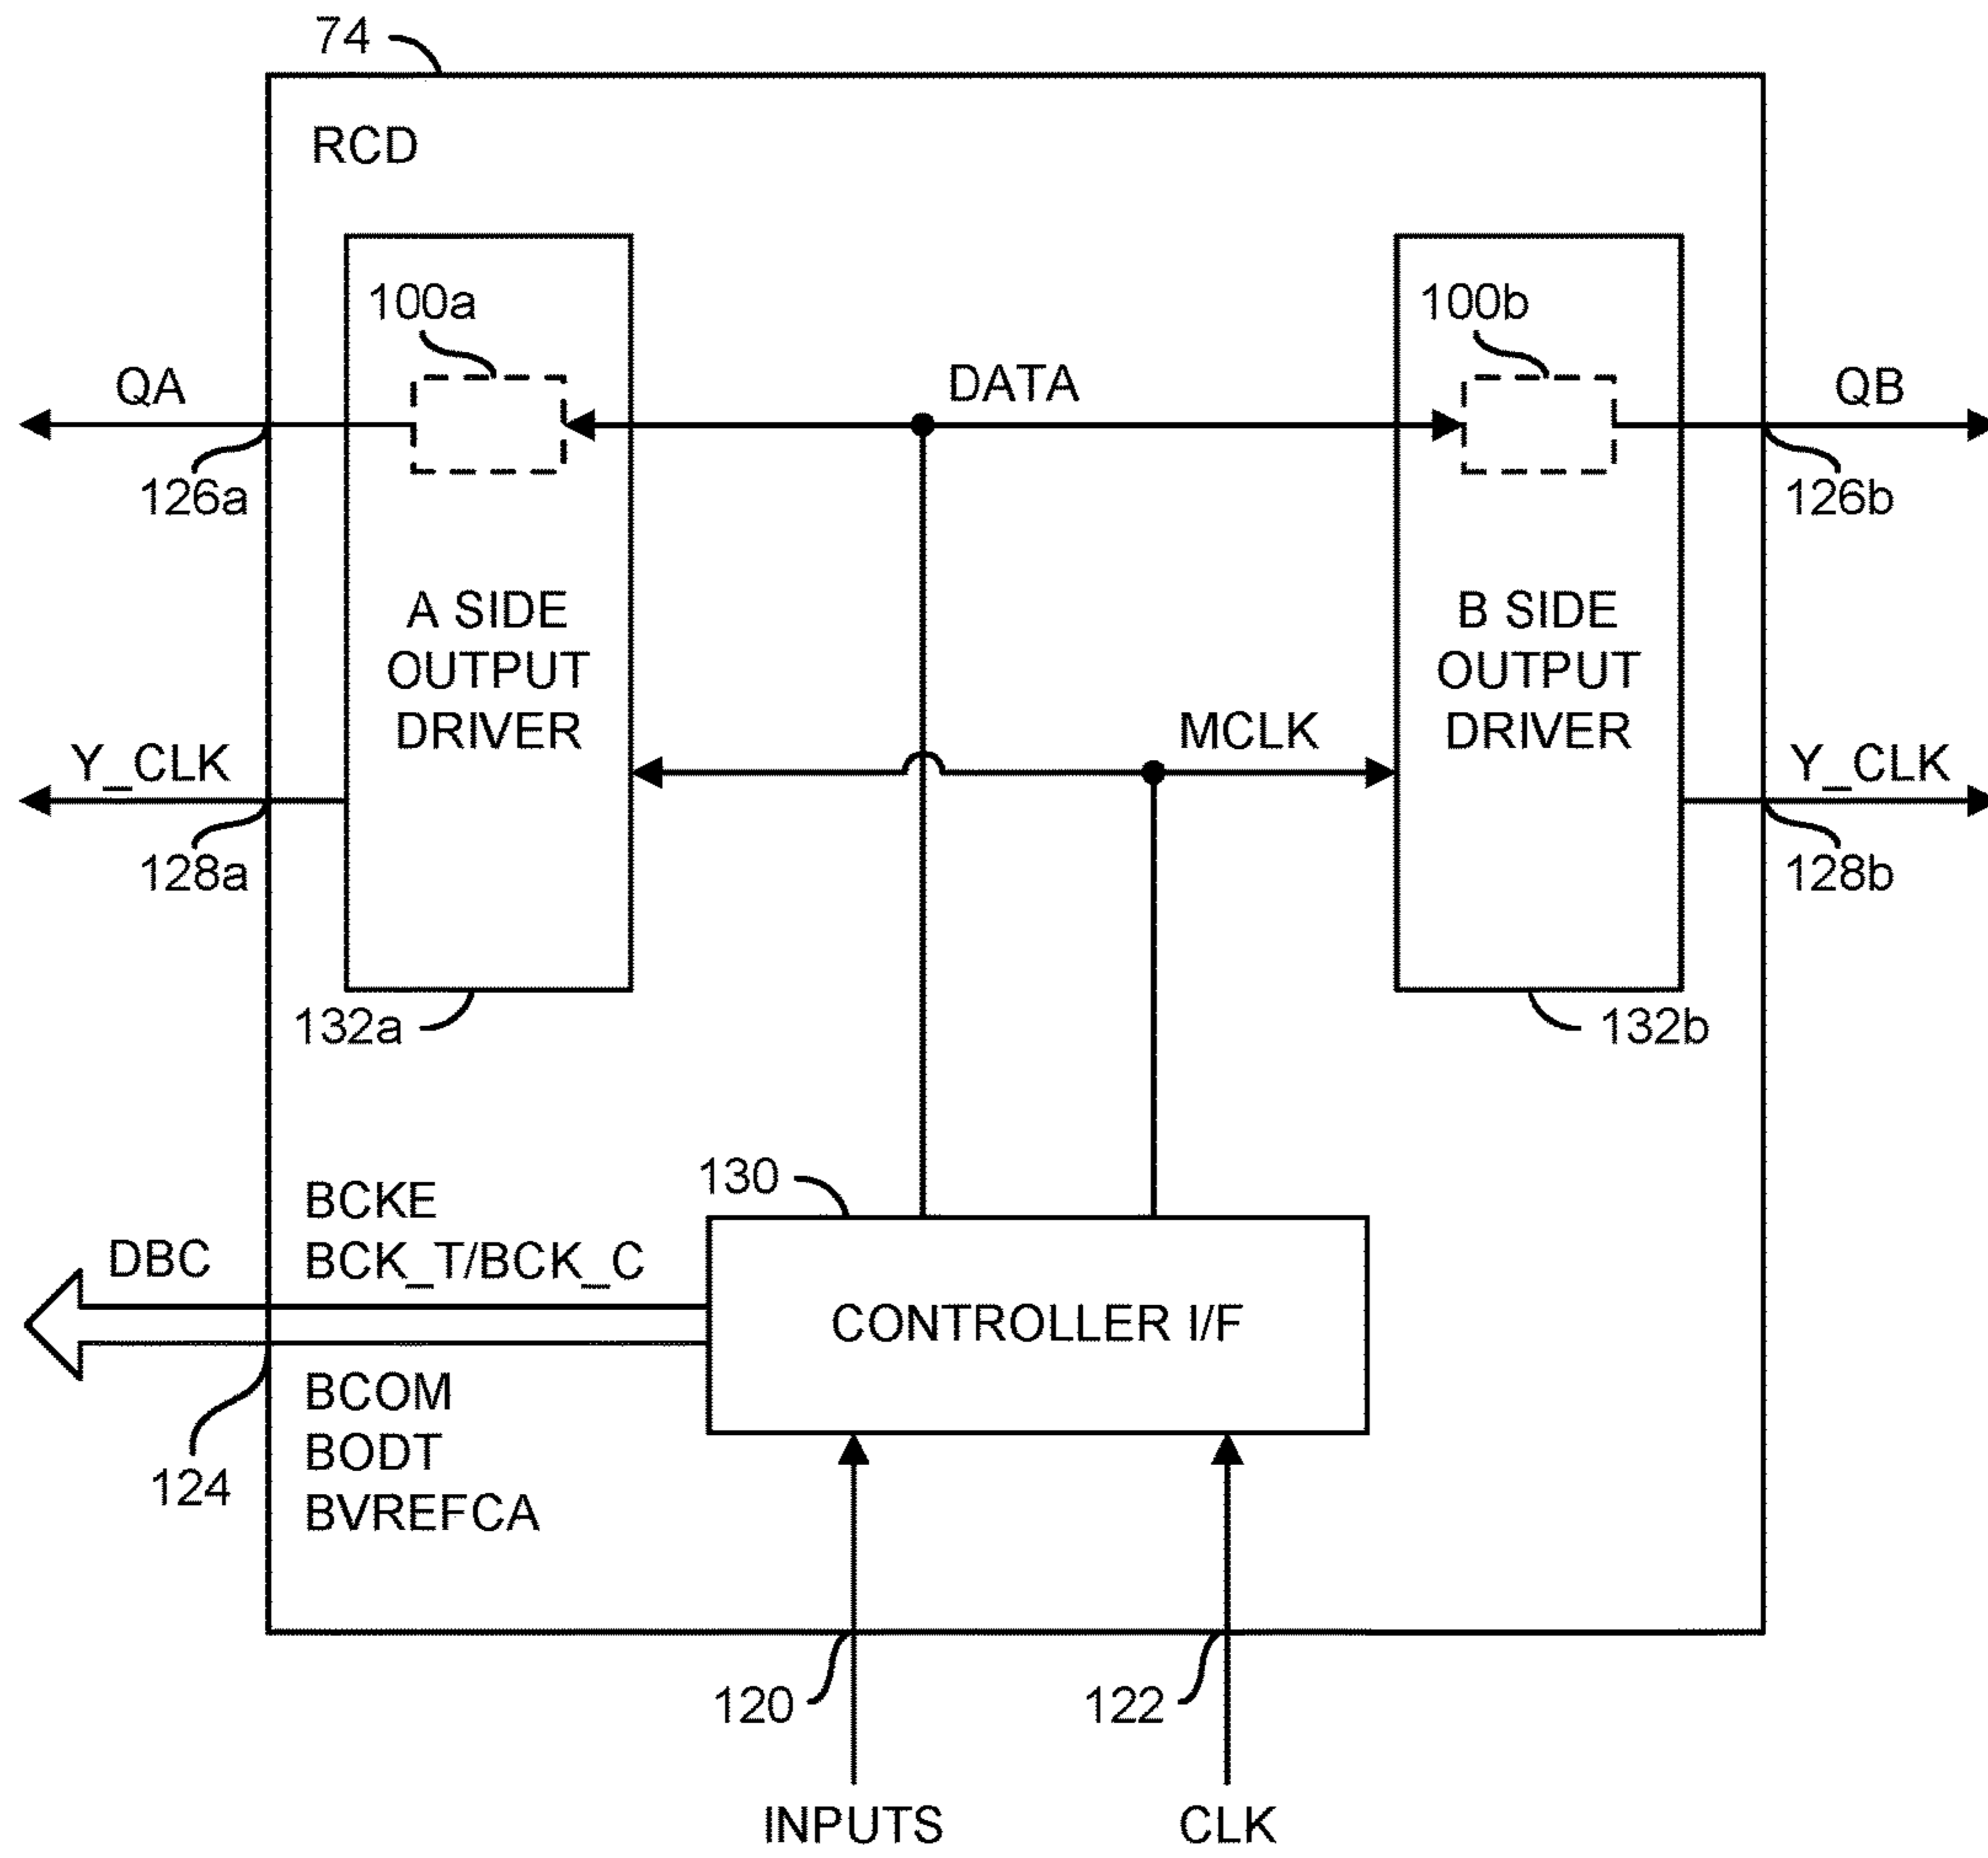 74
RCD
100a
100b
QA
DATA
QB
126a
126b
A SIDE
OUTPUT
DRIVER
B SIDE
OUTPUT
DRIVER
Y_CLK
MCLK
Y_CLK
128a
128b
132a
132b
130
BCKE
BCK_T/BCK_C
DBC
CONTROLLER I/F
BCOM
BODT
BVREFCA
124
120
122
INPUTS
CLK